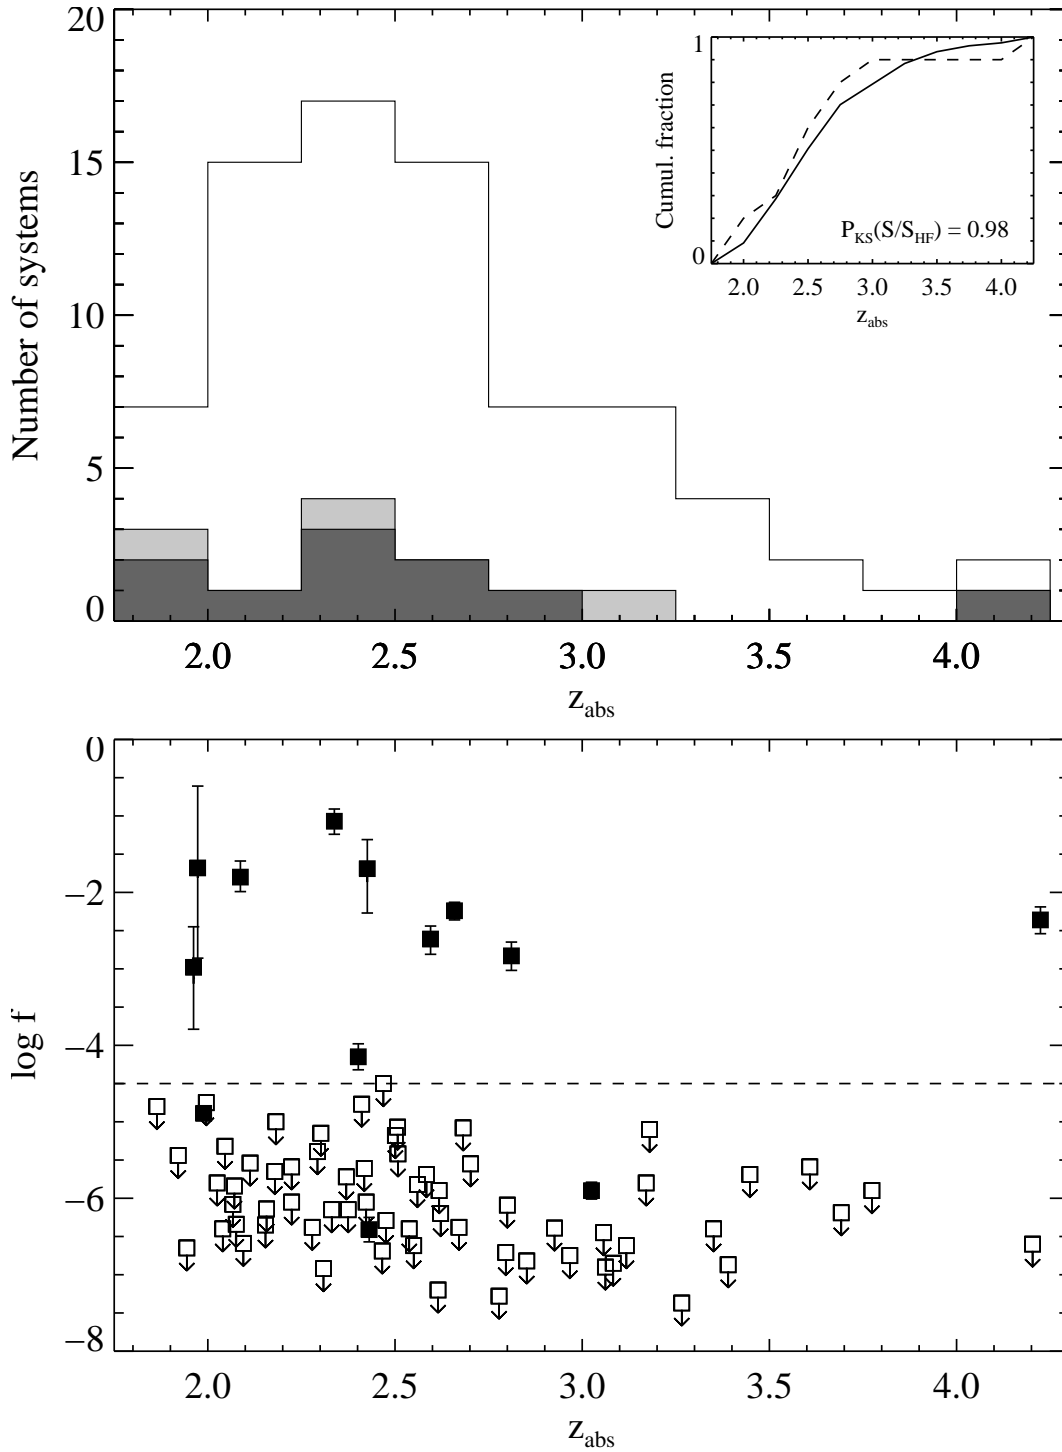 20
15
10
5
0
Number of systems
2.0 2.5 3.0 3.5 4.0
z_abs
1
0
Cumul. fraction
P_KS(S/S_HF) = 0.98
2.0 2.5 3.0 3.5 4.0
z_abs
0
−2
−4
−6
−8
log f
2.0 2.5 3.0 3.5 4.0
z_abs